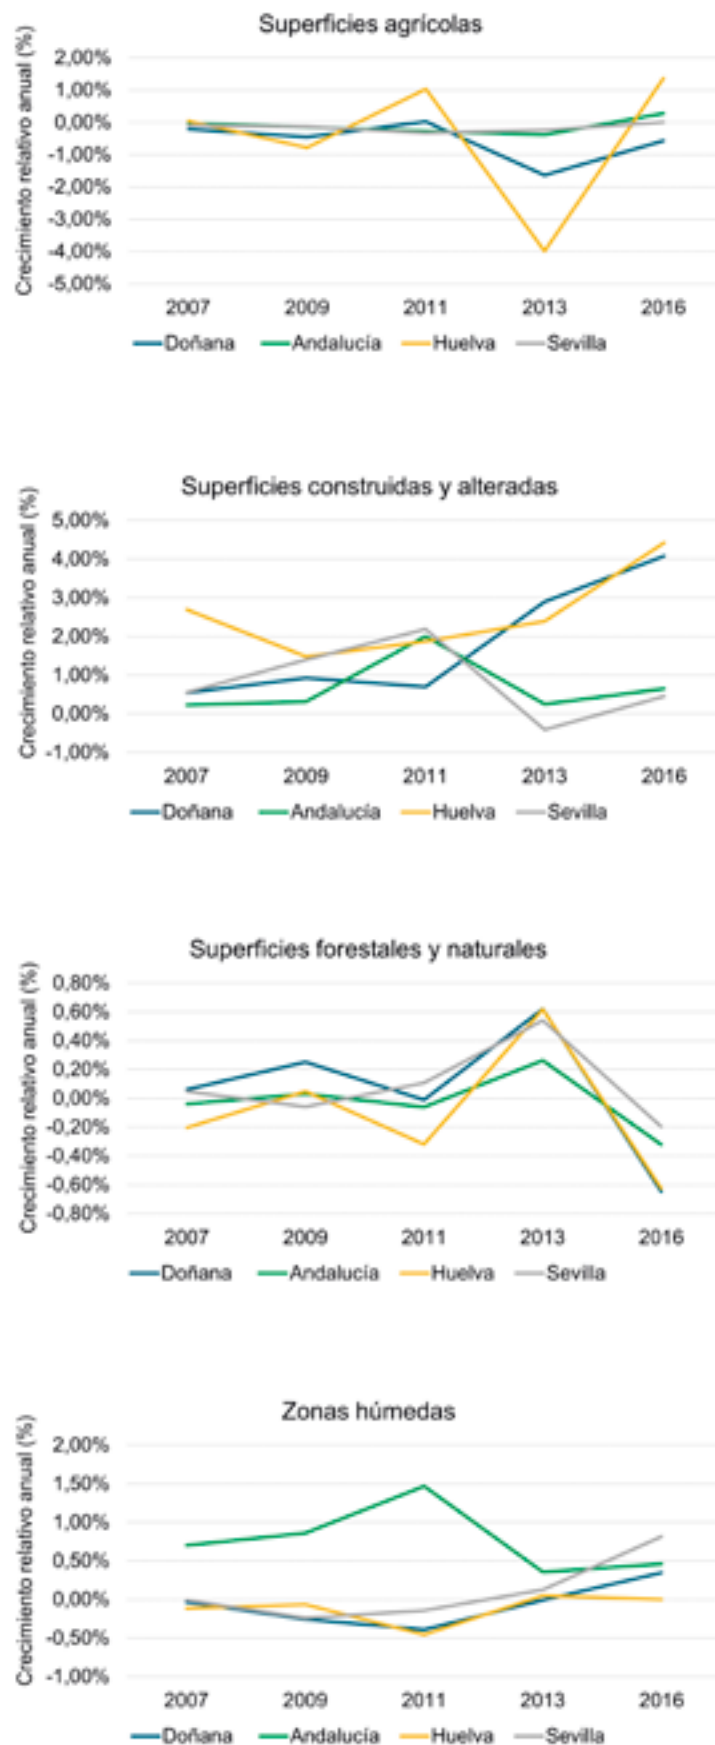 Superficies agrícolas
Crecimiento relativo anual (%)
2,00%
1,00%
0,00%
-1,00%
-2,00%
-3,00%
-4,00%
-5,00%
2007 2009 2011 2013 2016
Doñana Andalucía Huelva Sevilla
Superficies construidas y alteradas
Crecimiento relativo anual (%)
5,00%
4,00%
3,00%
2,00%
1,00%
0,00%
-1,00%
2007 2009 2011 2013 2016
Doñana Andalucía Huelva Sevilla
Superficies forestales y naturales
Crecimiento relativo anual (%)
0,80%
0,60%
0,40%
0,20%
0,00%
-0,20%
-0,40%
-0,60%
-0,80%
2007 2009 2011 2013 2016
Doñana Andalucía Huelva Sevilla
Zonas húmedas
Crecimiento relativo anual (%)
2,00%
1,50%
1,00%
0,50%
0,00%
-0,50%
-1,00%
2007 2009 2011 2013 2016
Doñana Andalucía Huelva Sevilla